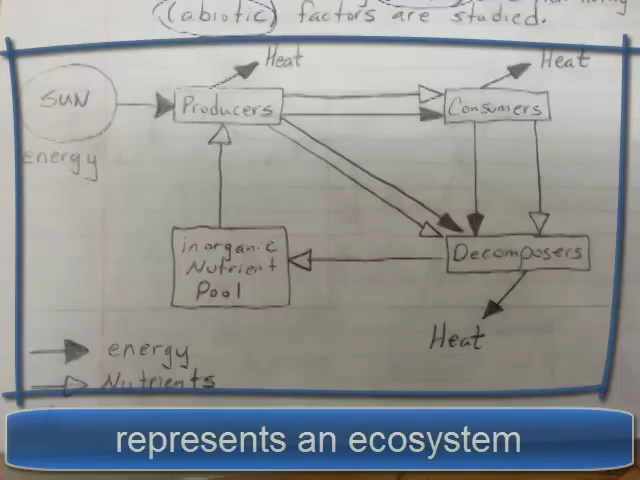 (abiotic) factors are studied.
Heat
Heat
SUN
Producers
Consumers
energy
inorganic
Nutrient
Pool
Decomposers
Heat
energy
Nutrients
represents an ecosystem